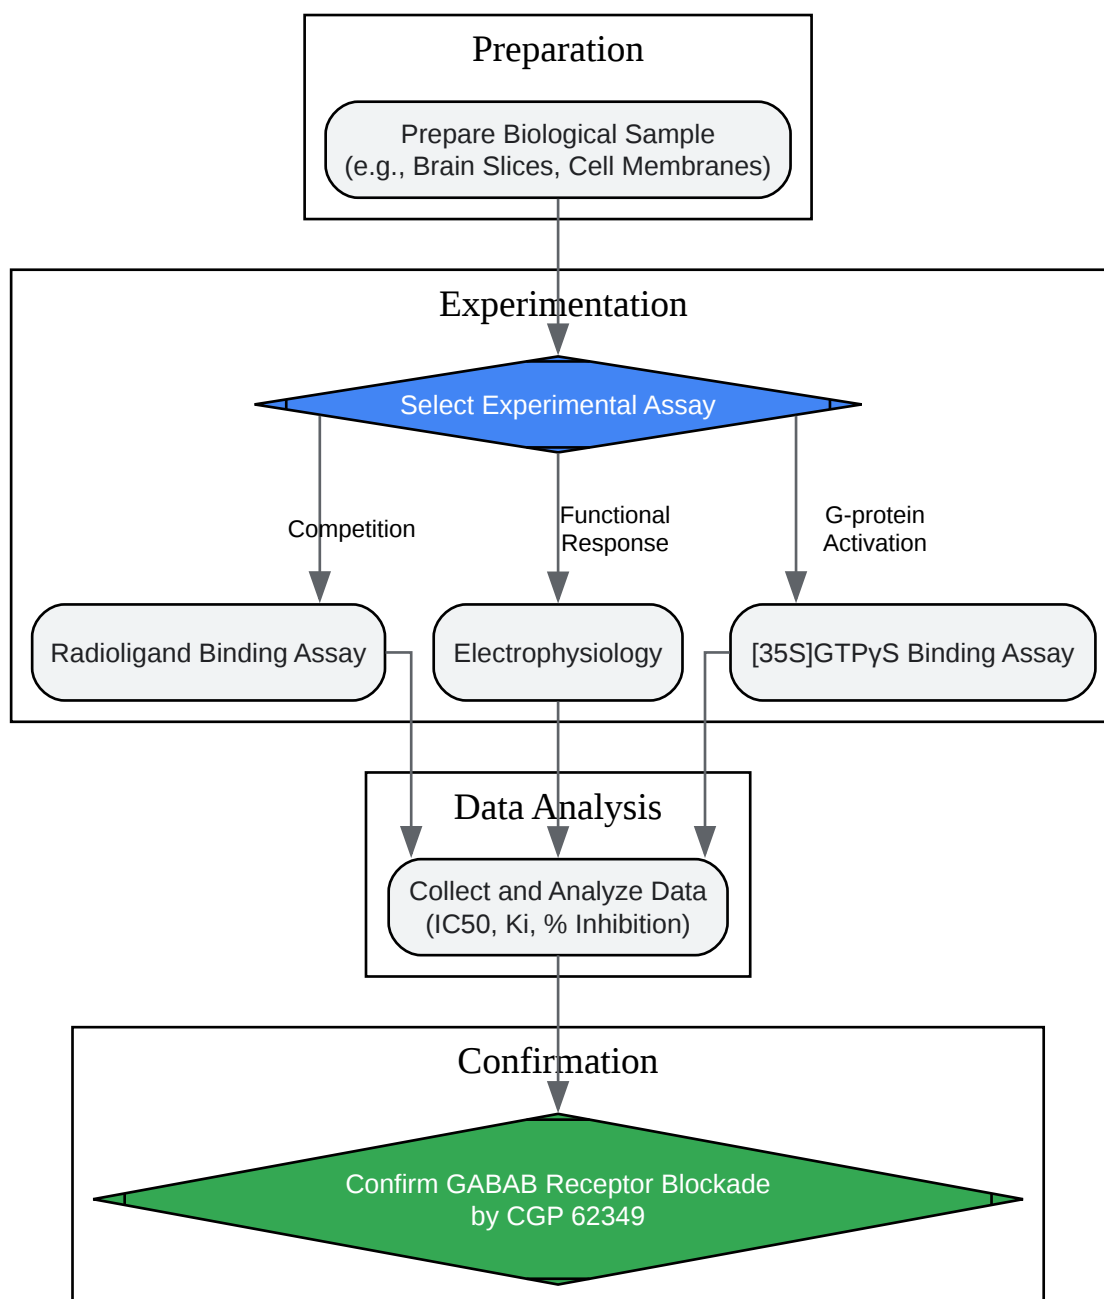 Preparation
Prepare Biological Sample
(e.g., Brain Slices, Cell Membranes)
Experimentation
Select Experimental Assay
Competition
Functional
Response
G-protein
Activation
Radioligand Binding Assay
Electrophysiology
[35S]GTPγS Binding Assay
Data Analysis
Collect and Analyze Data
(IC50, Ki, % Inhibition)
Confirmation
Confirm GABAB Receptor Blockade
by CGP 62349